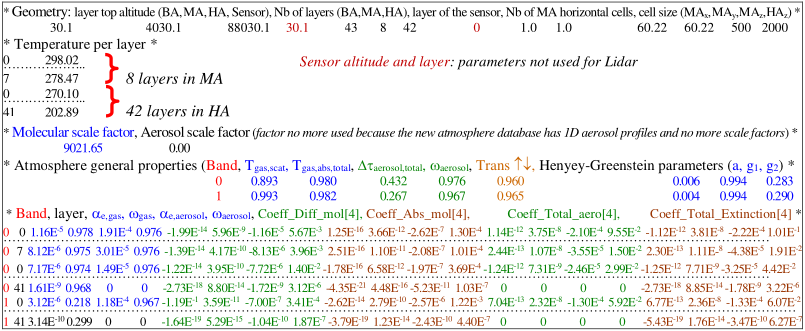 * Geometry: layer top altitude (BA,MA,HA, Sensor), Nb of layers (BA,MA,HA), layer of the sensor, Nb of MA horizontal cells, cell size (MAx,MAy,MAz,HAz) *
30.1 4030.1 88030.1 30.1 43 8 42 0 1.0 1.0 60.22 60.22 500 2000
* Temperature per layer *
0 298.02
7 278.47
8 layers in MA
Sensor altitude and layer: parameters not used for Lidar
0 270.10
41 202.89
42 layers in HA
* Molecular scale factor, Aerosol scale factor (factor no more used because the new atmosphere database has 1D aerosol profiles and no more scale factors) *
9021.65 0.00
* Atmosphere general properties (Band, Tgas,scat, Tgas,abs,total, Δτaerosol,total, ωaerosol, Trans ↑↓, Henyey-Greenstein parameters (a, g1, g2) *
0 0.893 0.980 0.432 0.976 0.960 0.006 0.994 0.283
1 0.993 0.982 0.267 0.967 0.965 0.004 0.994 0.290
* Band, layer, αe,gas, ωgas, αe,aerosol, ωaerosol, Coeff_Diff_mol[4], Coeff_Abs_mol[4], Coeff_Total_aero[4], Coeff_Total_Extinction[4] *
0 0 1.16E-5 0.978 1.91E-4 0.976 -1.99E-14 5.96E-9 -1.16E-5 5.67E-3 1.25E-16 3.66E-12 -2.62E-7 1.30E-4 1.14E-12 3.75E-8 -2.10E-4 9.55E-2 -1.12E-12 3.81E-8 -2.22E-4 1.01E-1
0 7 8.12E-6 0.975 3.01E-5 0.976 -1.39E-14 4.17E-10 -8.13E-6 3.96E-3 2.51E-16 1.10E-11 -2.08E-7 1.01E-4 2.44E-13 1.07E-8 -3.55E-5 1.50E-2 2.30E-13 1.11E-8 -4.38E-5 1.91E-2
0 0 7.17E-6 0.974 1.49E-5 0.976 -1.22E-14 3.95E-10 -7.72E-6 1.40E-2 -1.78E-16 6.58E-12 -1.97E-7 3.69E-4 -1.24E-12 7.31E-9 -2.46E-5 2.99-2 -1.25E-12 7.71E-9 -3.25E-5 4.42E-2
0 41 1.61E-9 0.968 0 0 -2.73E-18 8.80E-14 -1.72E-9 3.12E-6 -4.35E-21 4.48E-16 -5.23E-11 1.03E-7 0 0 0 0 -2.73E-18 8.85E-14 -1.78E-9 3.22E-6
1 0 3.12E-6 0.218 1.18E-4 0.967 -1.19E-14 3.59E-11 -7.00E-7 3.41E-4 -2.62E-14 2.79E-10 -2.57E-6 1.22E-3 7.04E-13 2.32E-8 -1.30E-4 5.92E-2 6.77E-13 2.36E-8 -1.33E-4 6.07E-2
1 41 3.14E-10 0.299 0 0 -1.64E-19 5.29E-15 -1.04E-10 1.87E-7 -3.79E-19 1.23E-14 -2.43E-10 4.40E-7 0 0 0 0 -5.43E-19 1.76E-14 -3.47E-10 6.27E-7